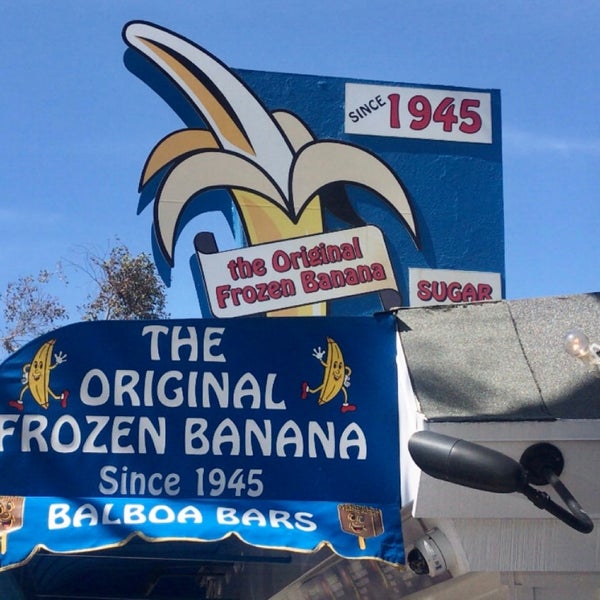 SINCE 1945
the Original
Frozen Banana
SUGAR
THE
ORIGINAL
FROZEN BANANA
Since 1945
BALBOA BARS